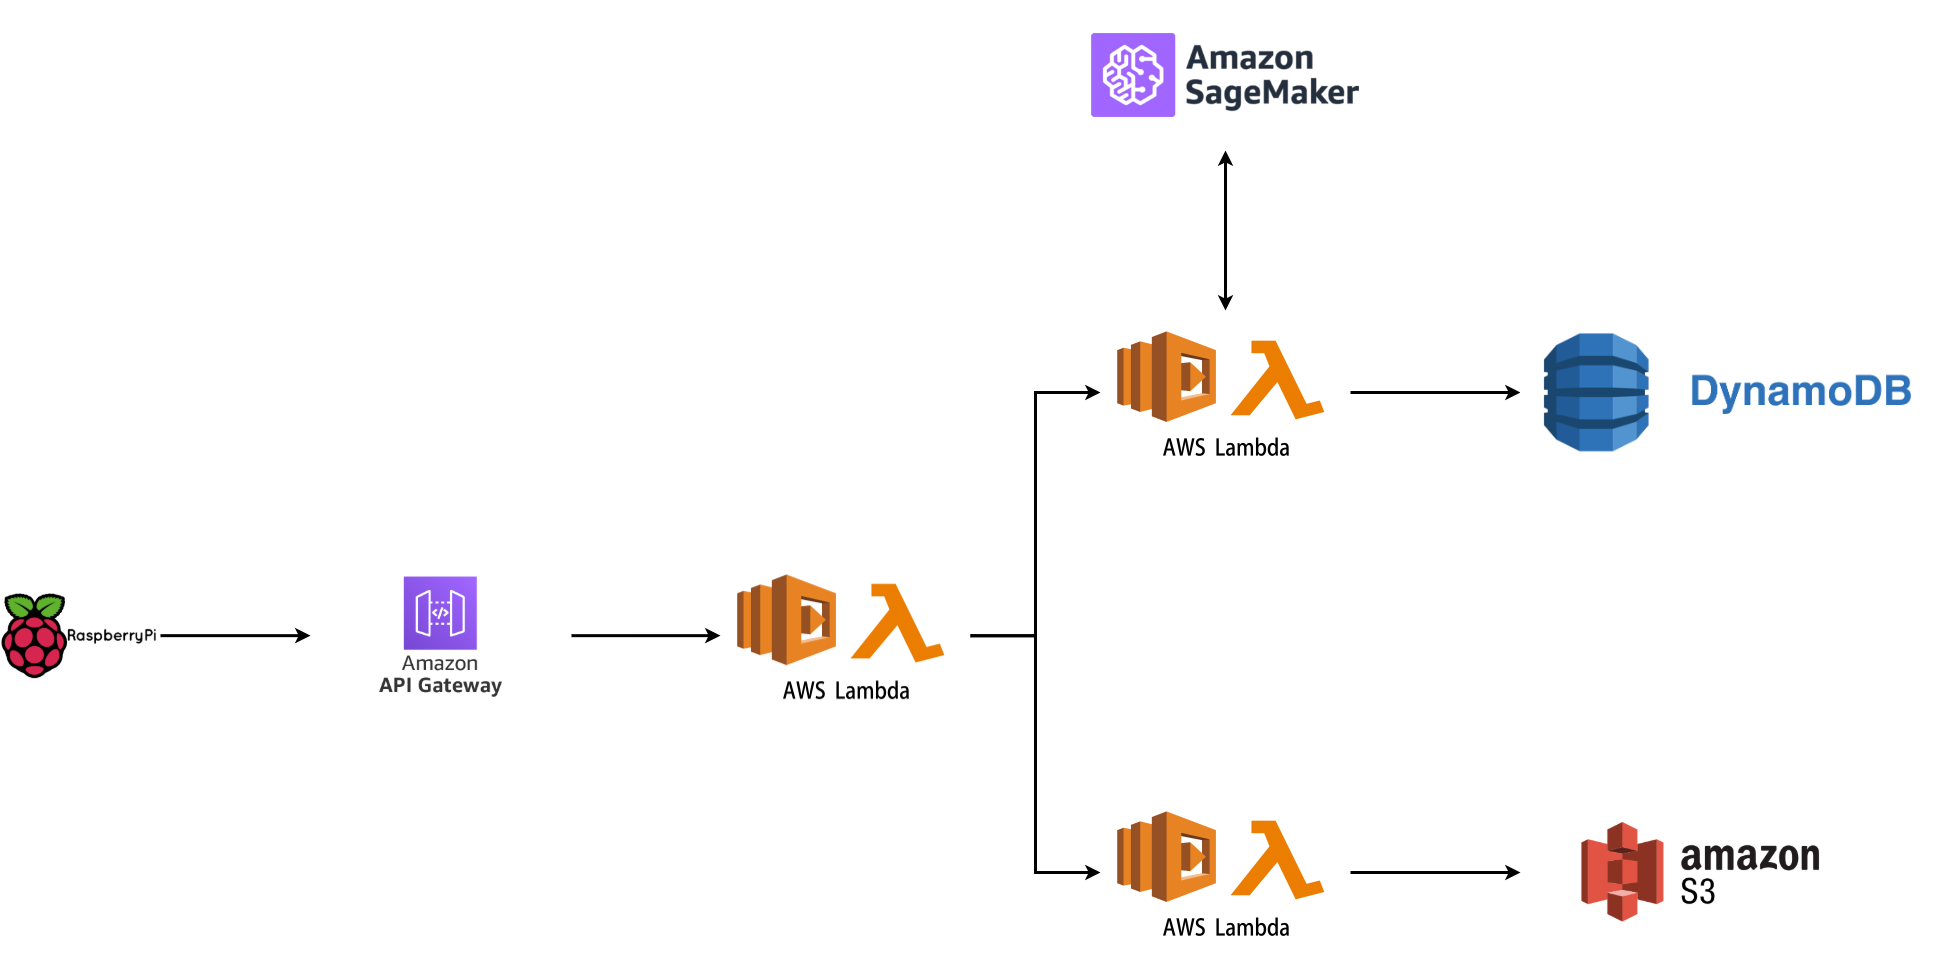 Amazon
SageMaker
AWS Lambda
DynamoDB
RaspberryPi
Amazon
API Gateway
AWS Lambda
AWS Lambda
amazon
S3